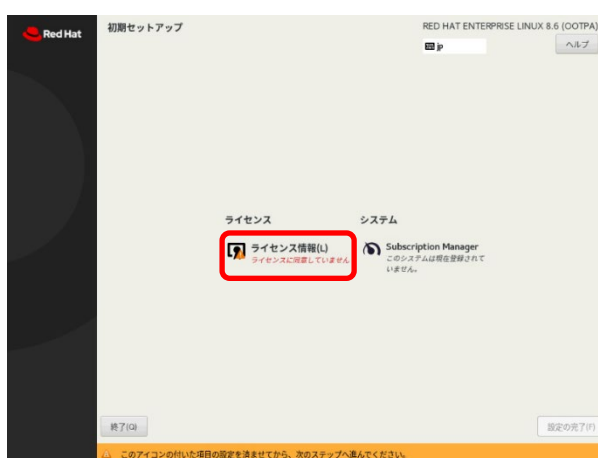 Red Hat
初期セットアップ
RED HAT ENTERPRISE LINUX 8.6 (OOTPA)
jp
ヘルプ
ライセンス
システム
ライセンス情報(L)
ライセンスに同意していません
Subscription Manager
このシステムは現在登録されて
いません。
終了(Q)
設定の完了(F)
このアイコンの付いた項目の設定を済ませてから、次のステップへ進んでください。